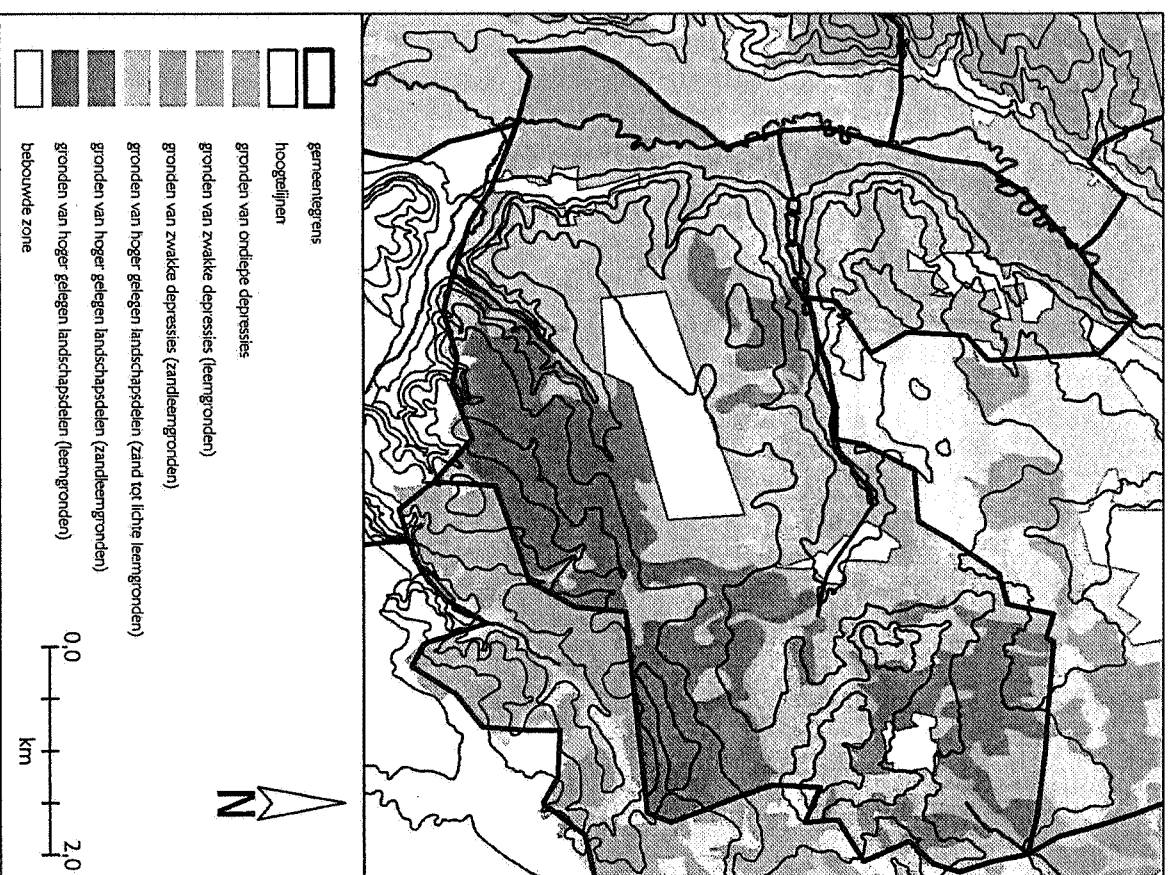 gemeentegrens
hoogtelijnen
gronden van ondiepe depressies
gronden van zwakke depressies (leemgronden)
gronden van zwakke depressies (zandleemgronden)
gronden van hoger gelegen landschapsdelen (zand tot lichte leemgronden)
gronden van hoger gelegen landschapsdelen (zandleemgronden)
gronden van hoger gelegen landschapsdelen (leemgronden)
bebouwde zone
N
0,0
2,0
km